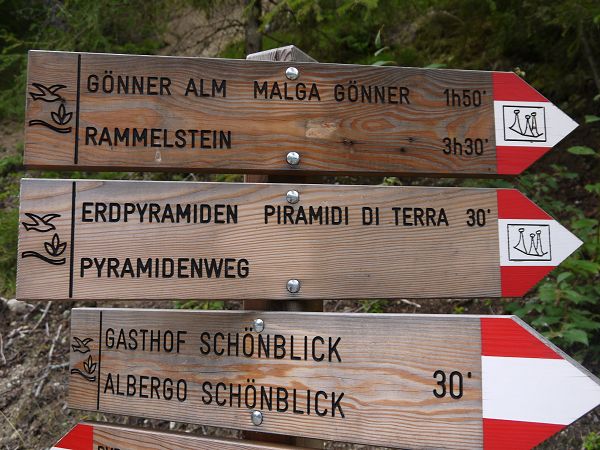 GÖNNER ALM MALGA GÖNNER 1h50'
RAMMELSTEIN 3h30'
ERDPYRAMIDEN PIRAMIDI DI TERRA 30'
PYRAMIDENWEG
GASTHOF SCHÖNBLICK
ALBERGO SCHÖNBLICK 30'